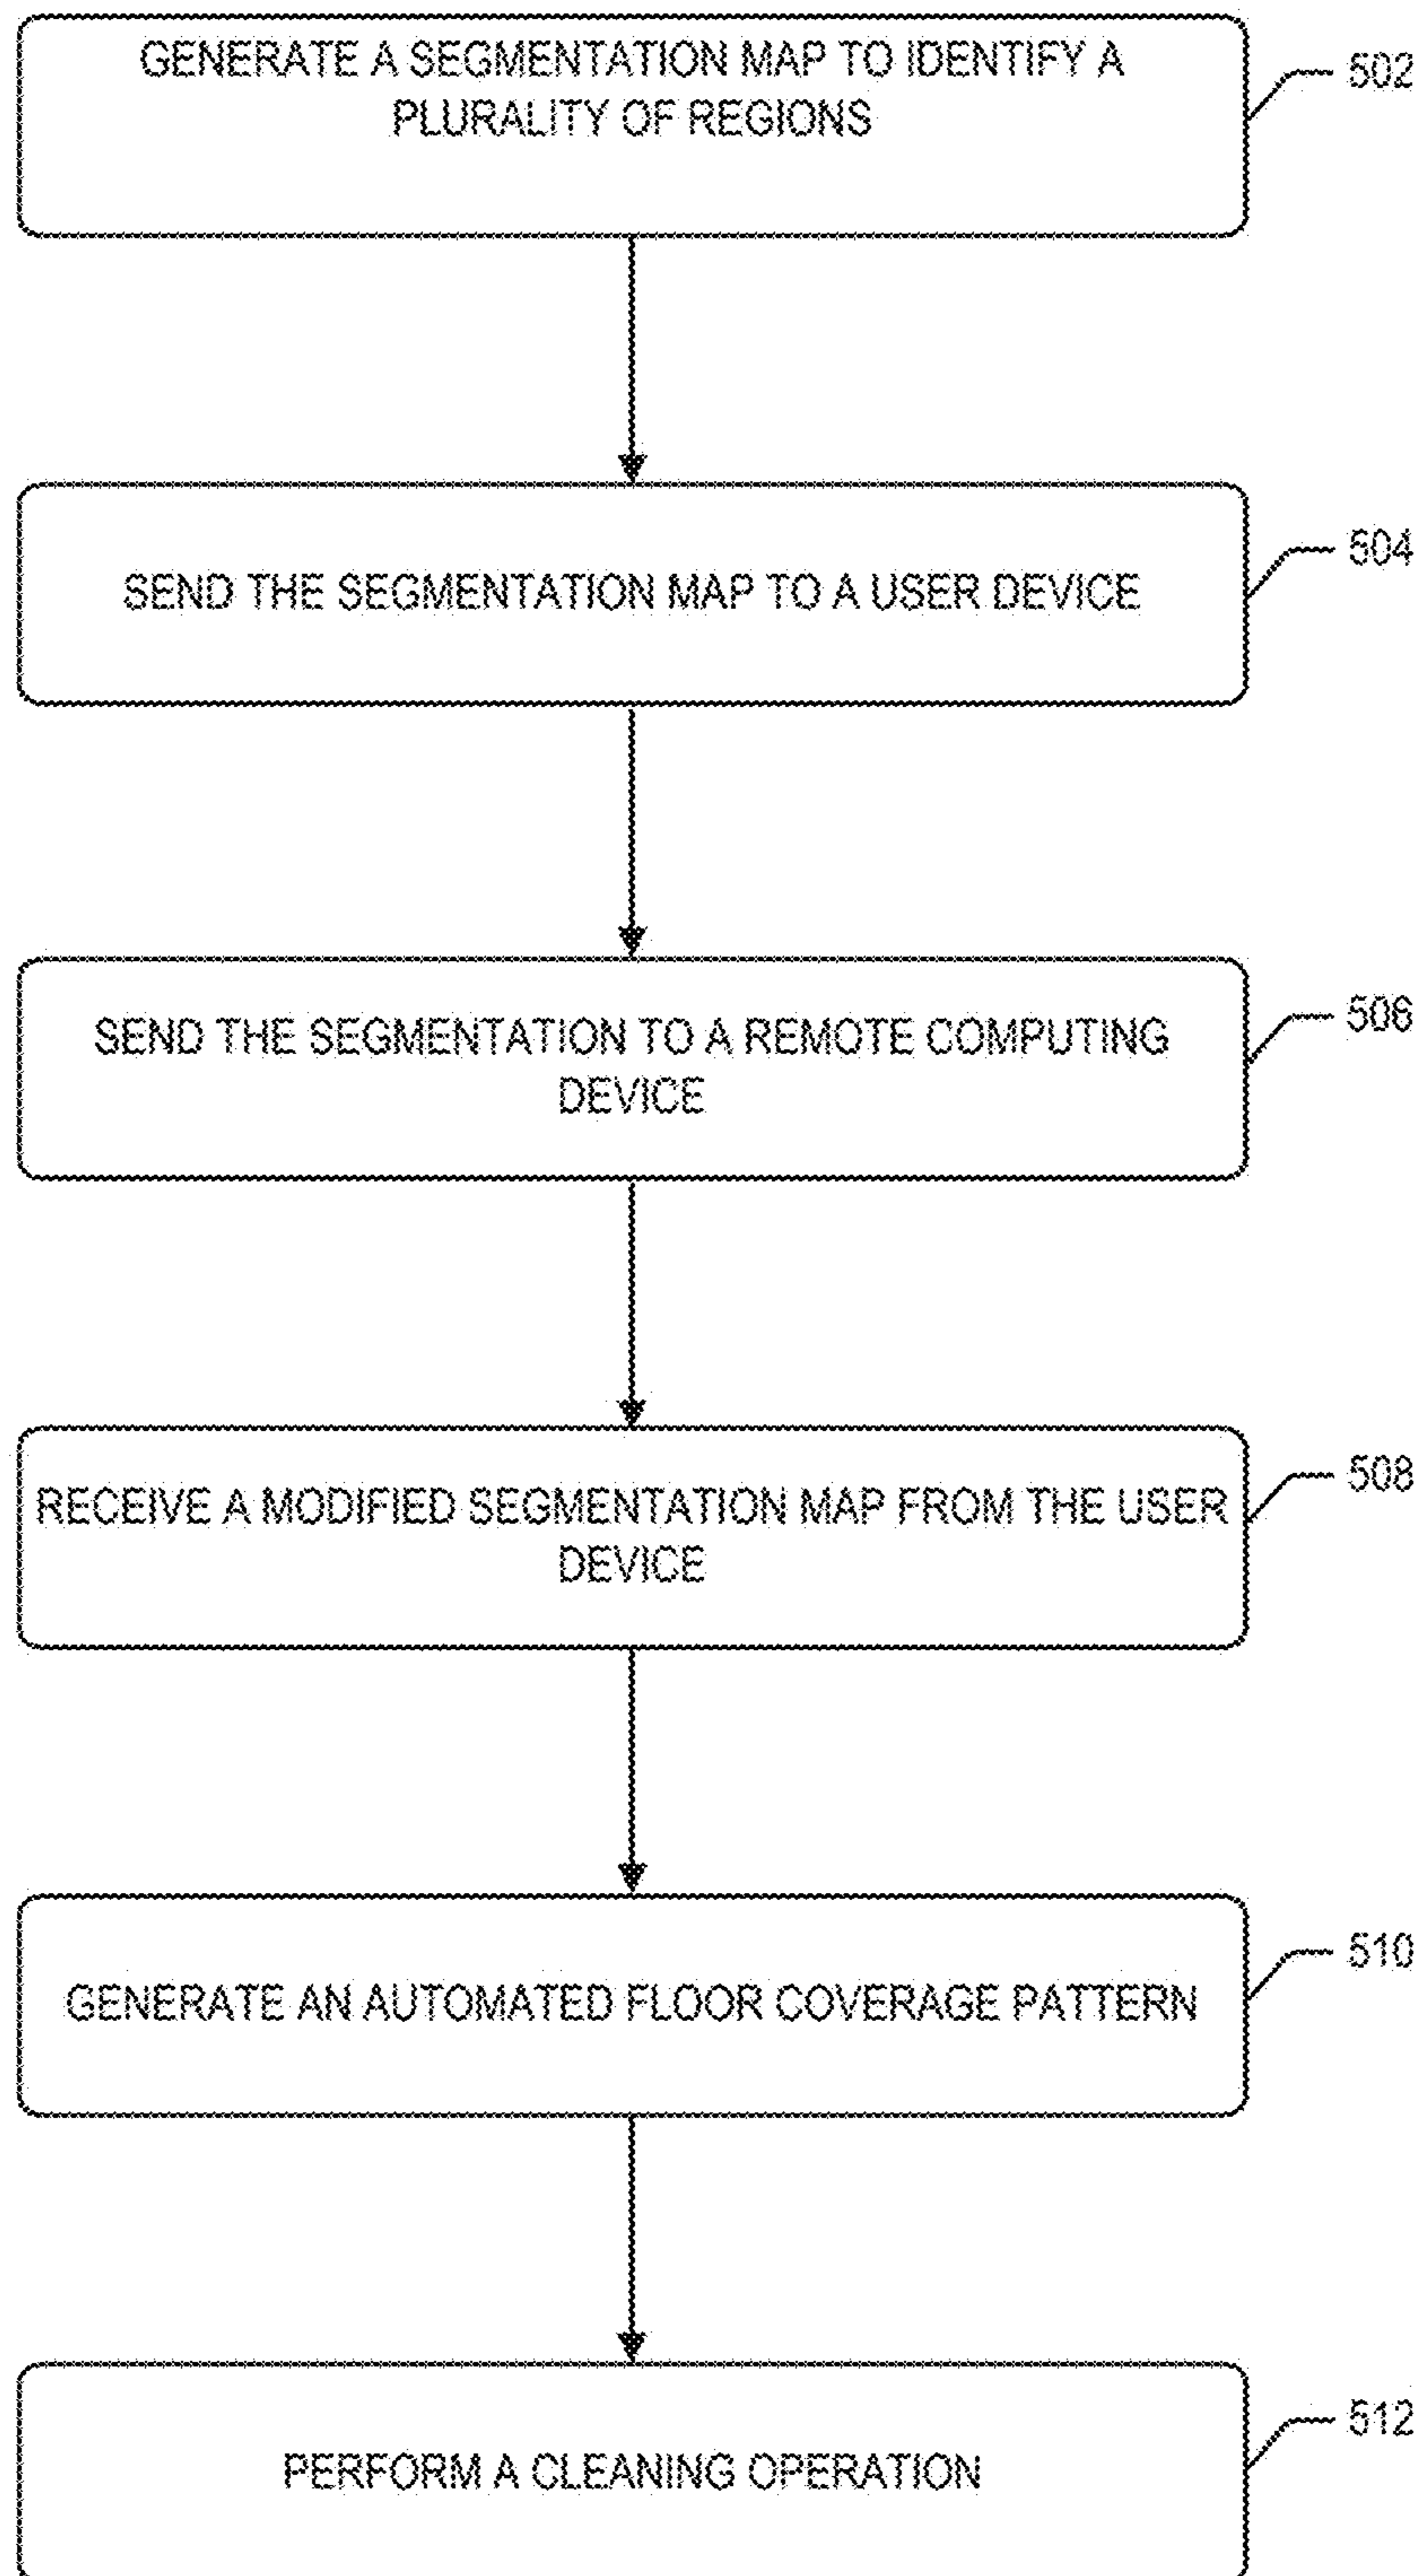 GENERATE A SEGMENTATION MAP TO IDENTIFY A
PLURALITY OF REGIONS
502
SEND THE SEGMENTATION MAP TO A USER DEVICE
504
SEND THE SEGMENTATION TO A REMOTE COMPUTING
DEVICE
506
RECEIVE A MODIFIED SEGMENTATION MAP FROM THE USER
DEVICE
508
GENERATE AN AUTOMATED FLOOR COVERAGE PATTERN
510
PERFORM A CLEANING OPERATION
512